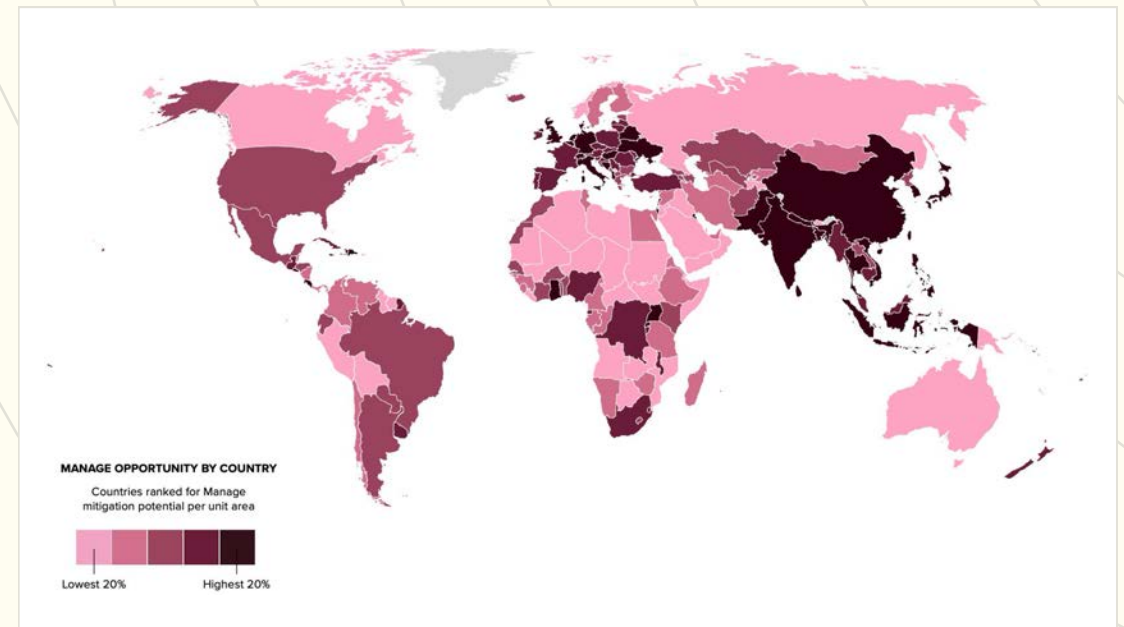 MANAGE OPPORTUNITY BY COUNTRY
Countries ranked for Manage
mitigation potential per unit area
Lowest 20%
Highest 20%